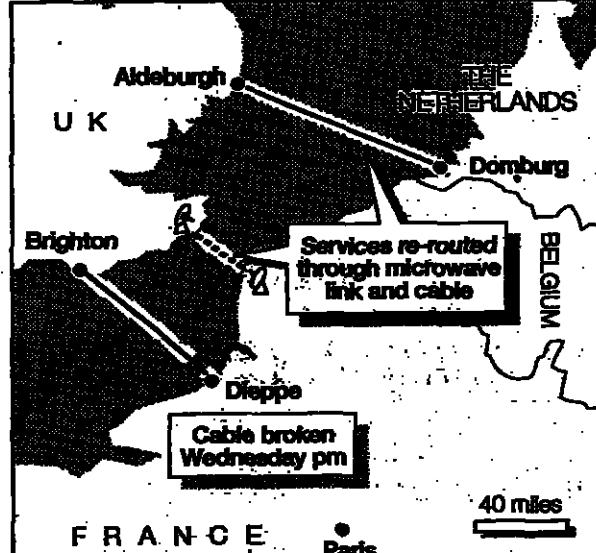 Aldeburgh
THE
NETHERLANDS
U K
Domburg
Brighton
Services re-routed
through microwave
link and cable
BELGIUM
Dieppe
Cable broken
Wednesday pm
40 miles
F R A N C E
Paris